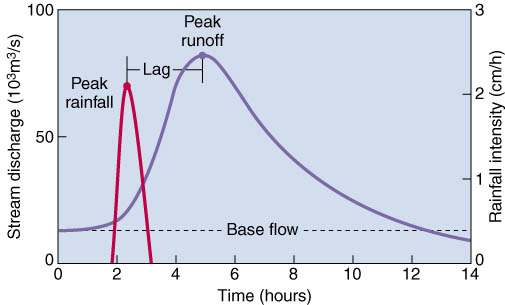 100
3
Peak
runoff
Lag
Peak
rainfall
2
50
1
Base flow
0
0
0 2 4 6 8 10 12 14
Time (hours)
Stream discharge (10³m³/s)
Rainfall intensity (cm/h)